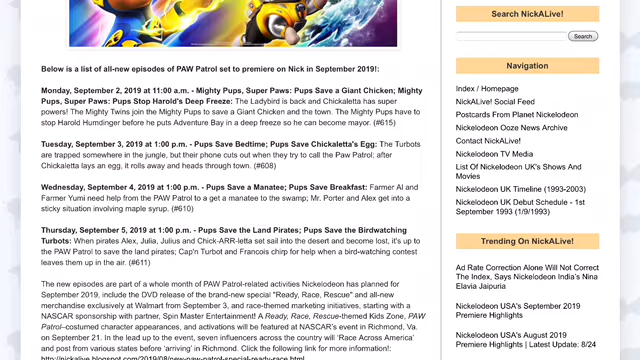 Below is a list of all-new episodes of PAW Patrol set to premiere on Nick in September 2019!:
Monday, September 2, 2019 at 11:00 a.m. - Mighty Pups, Super Paws: Pups Save a Giant Chicken; Mighty
Pups, Super Paws: Pups Stop Harold's Deep Freeze: The Ladybird is back and Chickaletta has super
powers! The Mighty Twins join the Mighty Pups to save a Giant Chicken and the town. The Mighty Pups have to
stop Harold Humdinger before he puts Adventure Bay in a deep freeze so he can become mayor. (#615)
Tuesday, September 3, 2019 at 1:00 p.m. - Pups Save Bedtime; Pups Save Chickaletta's Egg: The Turbots
are trapped somewhere in the jungle, but their phone cuts out when they try to call the Paw Patrol; after
Chickaletta lays an egg, it rolls away and heads through town. (#608)
Wednesday, September 4, 2019 at 1:00 p.m. - Pups Save a Manatee; Pups Save Breakfast: Farmer Al and
Farmer Yumi need help from the PAW Patrol to a get a manatee to the swamp; Mr. Porter and Alex get into a
sticky situation involving maple syrup. (#610)
Thursday, September 5, 2019 at 1:00 p.m. - Pups Save the Land Pirates; Pups Save the Birdwatching
Turbots: When pirates Alex, Julia, Julius and Chick-ARR-letta set sail into the desert and become lost, it's up to
the PAW Patrol to save the land pirates; Cap'n Turbot and Francois chirp for help when a bird-watching contest
leaves them up in the air. (#611)
The new episodes are part of a whole month of PAW Patrol-related activities Nickelodeon has planned for
September 2019, include the DVD release of the brand-new special "Ready, Race, Rescue" and all-new
merchandise exclusively at Walmart from September 3, and race-themed marketing initiatives, starting with a
NASCAR sponsorship with partner, Spin Master Entertainment! A Ready, Race, Rescue-themed Kids Zone, PAW
Patrol–costumed character appearances, and activations will be featured at NASCAR's event in Richmond, Va.
on September 21. In the lead up to the event, seven influencers across the country will 'Race Across America'
and post from various states before 'arriving' in Richmond. Click the following link for more information!:
http://nickalive.blogspot.com/2019/08/new-paw-patrol-special-ready-race.html
Search NickALive!
Search
Navigation
Index / Homepage
NickALive! Social Feed
Postcards From Planet Nickelodeon
Nickelodeon Ooze News Archive
Contact NickALive!
Nickelodeon TV Media
List Of Nickelodeon UK's Shows And
Movies
Nickelodeon UK Timeline (1993-2003)
Nickelodeon UK Debut Schedule - 1st
September 1993 (1/9/1993)
Trending On NickALive!
Ad Rate Correction Alone Will Not Correct
The Index, Says Nickelodeon India's Nina
Elavia Jaipuria
Nickelodeon USA's September 2019
Premiere Highlights
Nickelodeon USA's August 2019
Premiere Highlights | Latest Update: 8/24